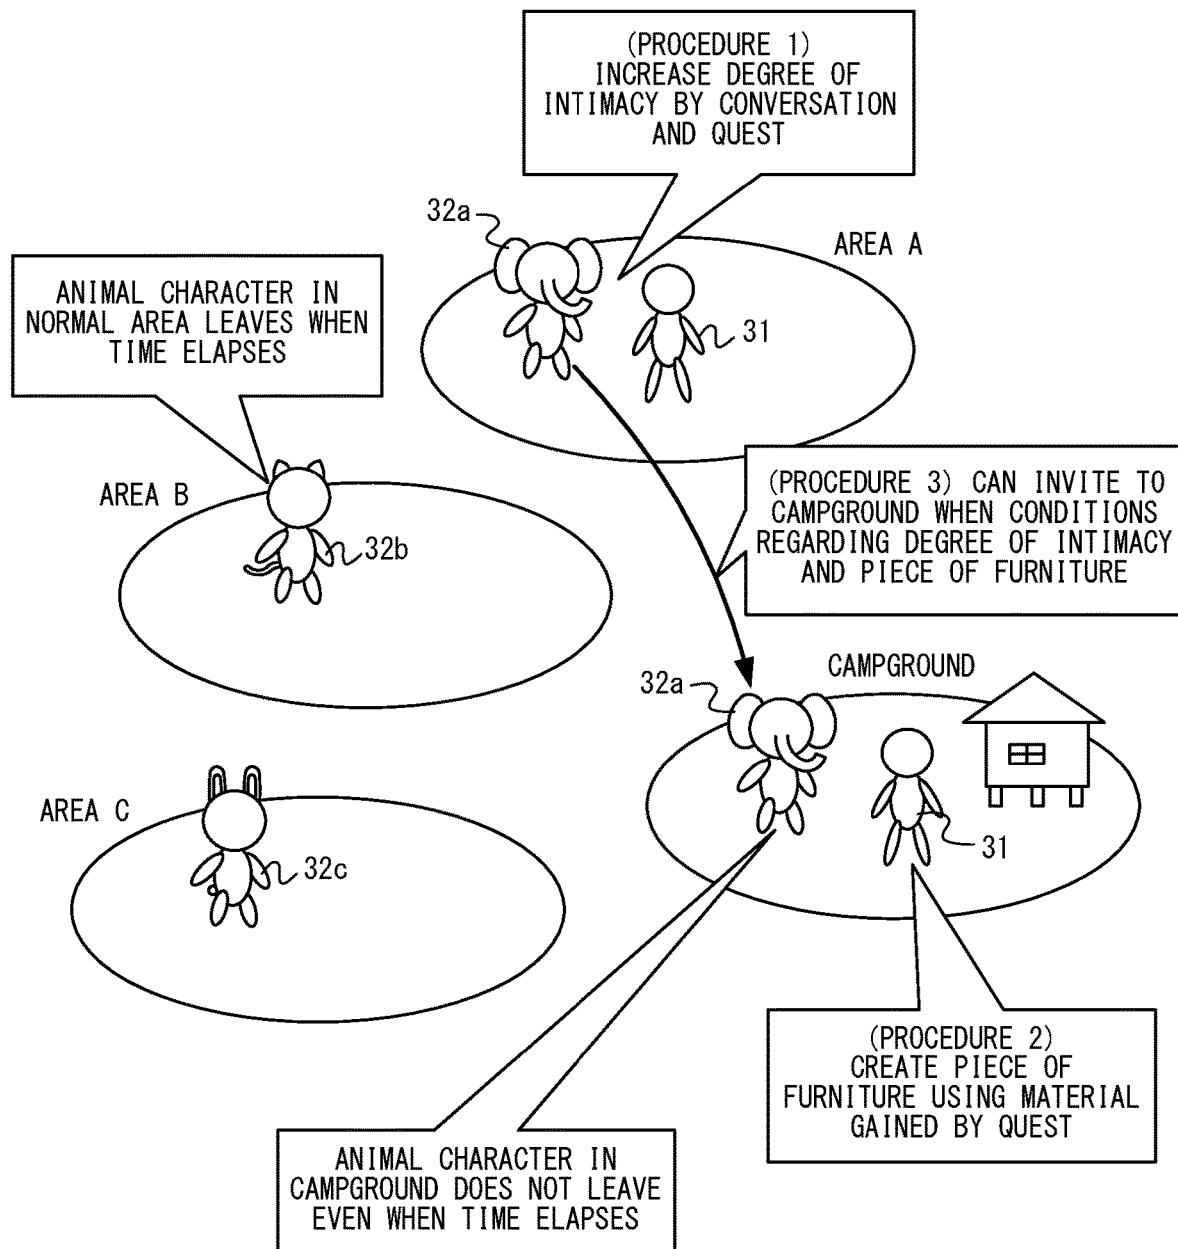 (PROCEDURE 1)
INCREASE DEGREE OF
INTIMACY BY CONVERSATION
AND QUEST
32a
AREA A
31
ANIMAL CHARACTER IN
NORMAL AREA LEAVES WHEN
TIME ELAPSES
AREA B
32b
(PROCEDURE 3) CAN INVITE TO
CAMPGROUND WHEN CONDITIONS
REGARDING DEGREE OF INTIMACY
AND PIECE OF FURNITURE
CAMPGROUND
32a
31
AREA C
32c
(PROCEDURE 2)
CREATE PIECE OF
FURNITURE USING MATERIAL
GAINED BY QUEST
ANIMAL CHARACTER IN
CAMPGROUND DOES NOT LEAVE
EVEN WHEN TIME ELAPSES